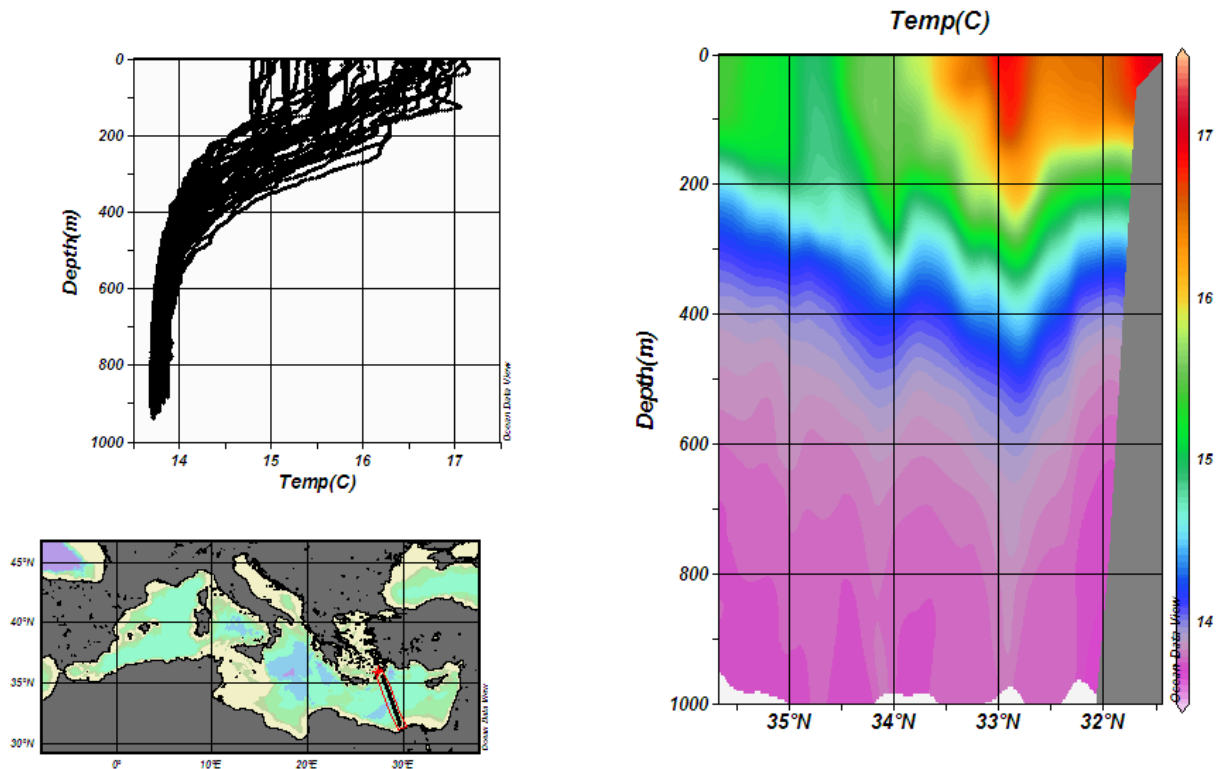 Temp(C)
0
200
400
600
800
1000
Depth(m)
14
15
16
17
Temp(C)
Ocean Data View
45°N
40°N
35°N
30°N
0°
10°E
20°E
30°E
Ocean Data View
0
200
400
600
800
1000
Depth(m)
35°N
34°N
33°N
32°N
Ocean Data View
17
16
15
14